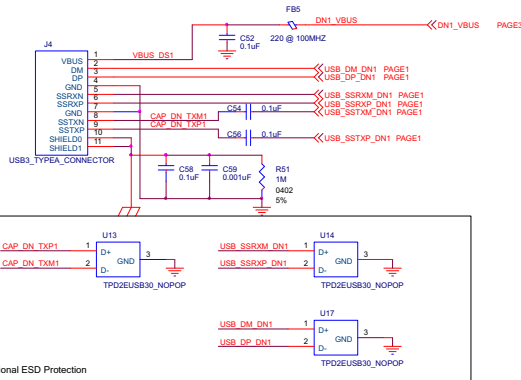 FB5
DN1_VBUS
DN1_VBUS PAGE3
C52
0.1uF
220 @ 100MHZ
J4
VBUS 1 VBUS_DS1
DM 2
DP 3
GND 4
SSRXN 5
SSRXP 6
GND 7
SSTXN 8
SSTXP 9
SHIELD0 10
SHIELD1 11
USB3_TYPEA_CONNECTOR
USB_DM_DN1 PAGE1
USB_DP_DN1 PAGE1
USB_SSRXM_DN1 PAGE1
USB_SSRXP_DN1 PAGE1
USB_SSTXM_DN1 PAGE1
CAP_DN_TXM1
C54 0.1uF
CAP_DN_TXP1
C56 0.1uF
USB_SSTXP_DN1 PAGE1
C58
0.1uF
C59
0.001uF
R51
1M
0402
5%
U13
CAP_DN_TXP1 1 D+
CAP_DN_TXM1 2 D-
GND 3
TPD2EUSB30_NOPOP
U14
USB_SSRXM_DN1 1 D+
USB_SSRXP_DN1 2 D-
GND 3
TPD2EUSB30_NOPOP
U17
USB_DM_DN1 1 D+
USB_DP_DN1 2 D-
GND 3
TPD2EUSB30_NOPOP
onal ESD Protection